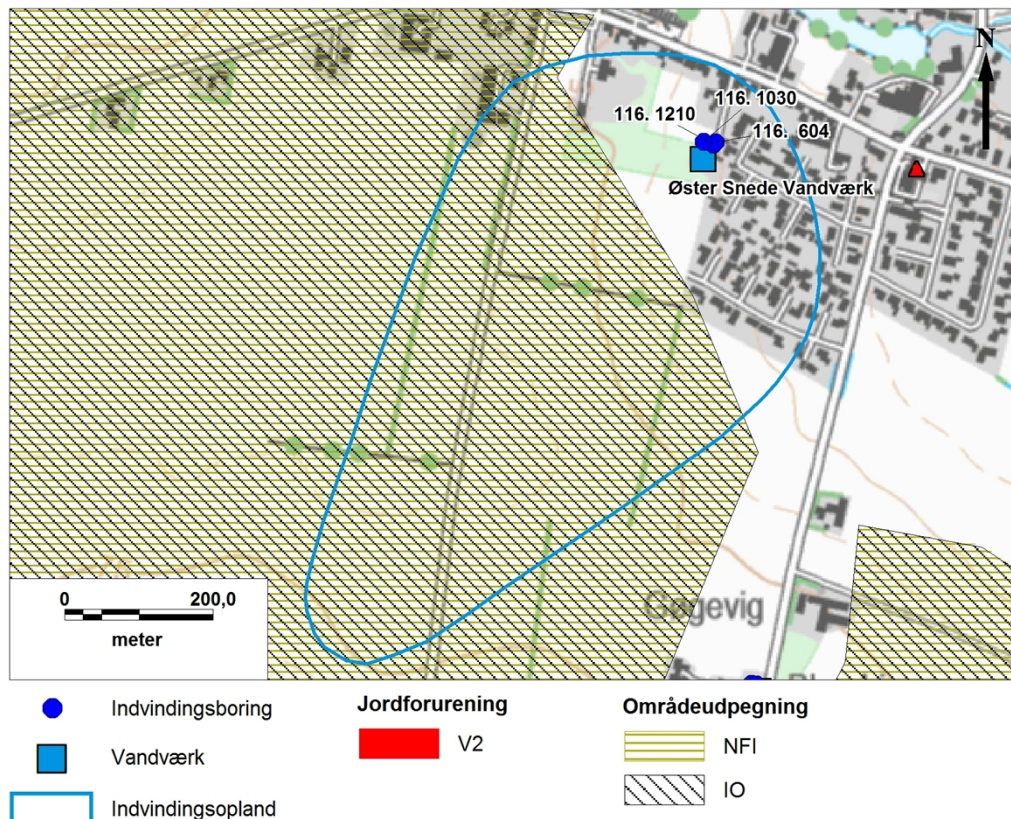 N
116. 1030
116. 1210
116. 604
Øster Snede Vandværk
0 200,0
meter
Gøgevig
Indvindingsboring
Vandværk
Indvindingsopland
Jordforurening
V2
Områdeudpegning
NFI
IO